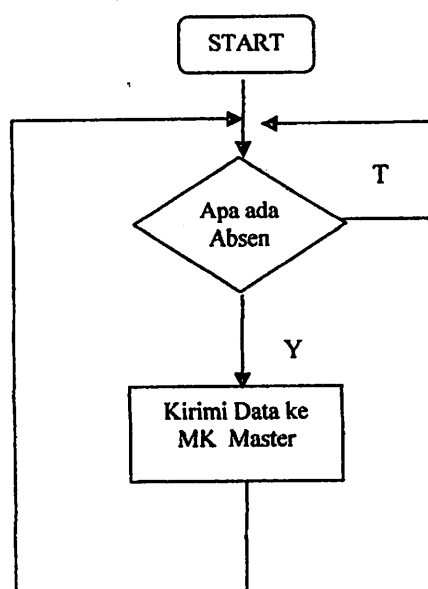 START
T
Apa ada
Absen
Y
Kirimi Data ke
MK Master